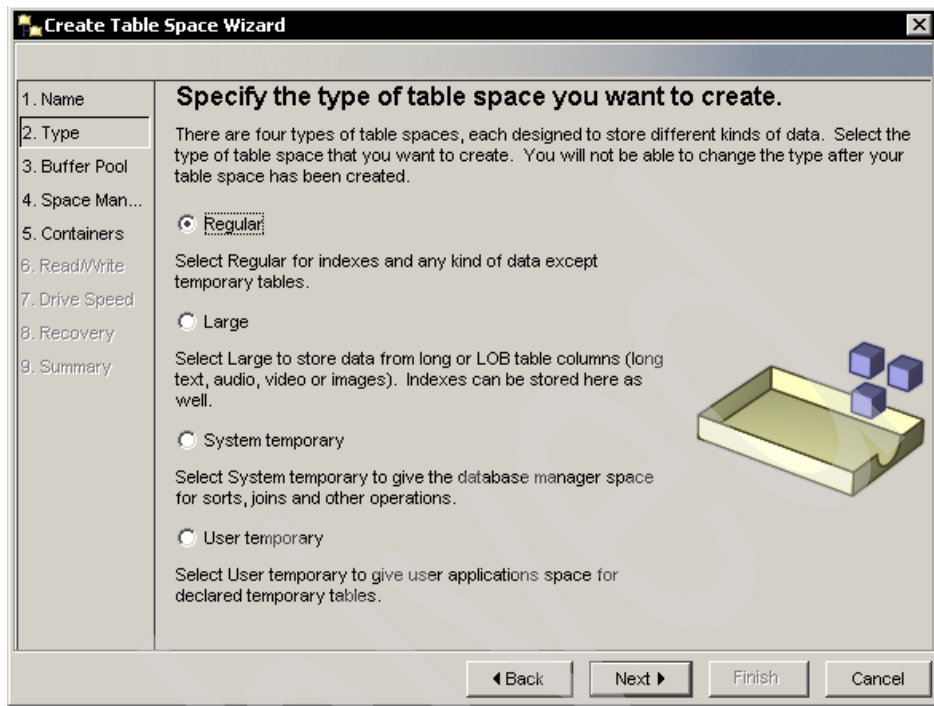 Create Table Space Wizard
1. Name
2. Type
3. Buffer Pool
4. Space Man...
5. Containers
6. Read/Write
7. Drive Speed
8. Recovery
9. Summary
Specify the type of table space you want to create.
There are four types of table spaces, each designed to store different kinds of data. Select the
type of table space that you want to create. You will not be able to change the type after your
table space has been created.
Regular
Select Regular for indexes and any kind of data except
temporary tables.
Large
Select Large to store data from long or LOB table columns (long
text, audio, video or images). Indexes can be stored here as
well.
System temporary
Select System temporary to give the database manager space
for sorts, joins and other operations.
User temporary
Select User temporary to give user applications space for
declared temporary tables.
Back
Next
Finish
Cancel